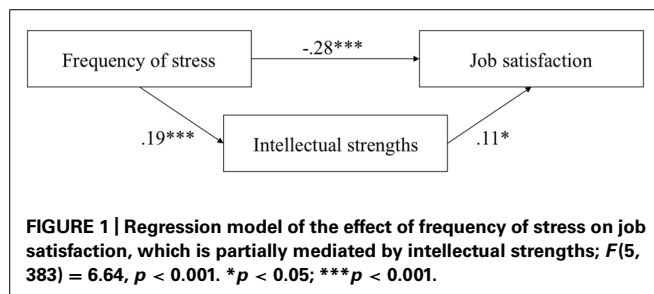 -.28***
Frequency of stress
Job satisfaction
.19***
Intellectual strengths
.11*
FIGURE 1 | Regression model of the effect of frequency of stress on job
satisfaction, which is partially mediated by intellectual strengths; F(5,
383) = 6.64, p < 0.001. *p < 0.05; ***p < 0.001.